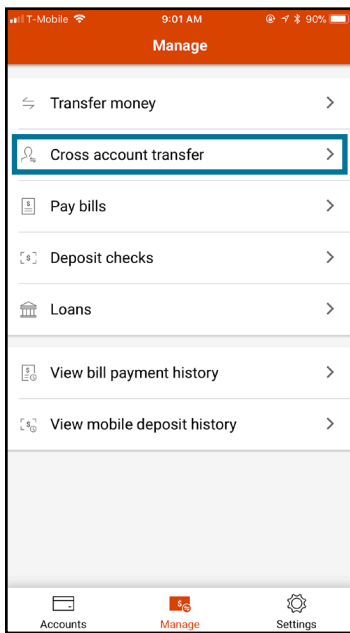 T-Mobile 9:01 AM 90%
Manage
Transfer money
Cross account transfer
$ Pay bills
$ Deposit checks
Loans
$ View bill payment history
$ View mobile deposit history
$
Accounts Manage Settings